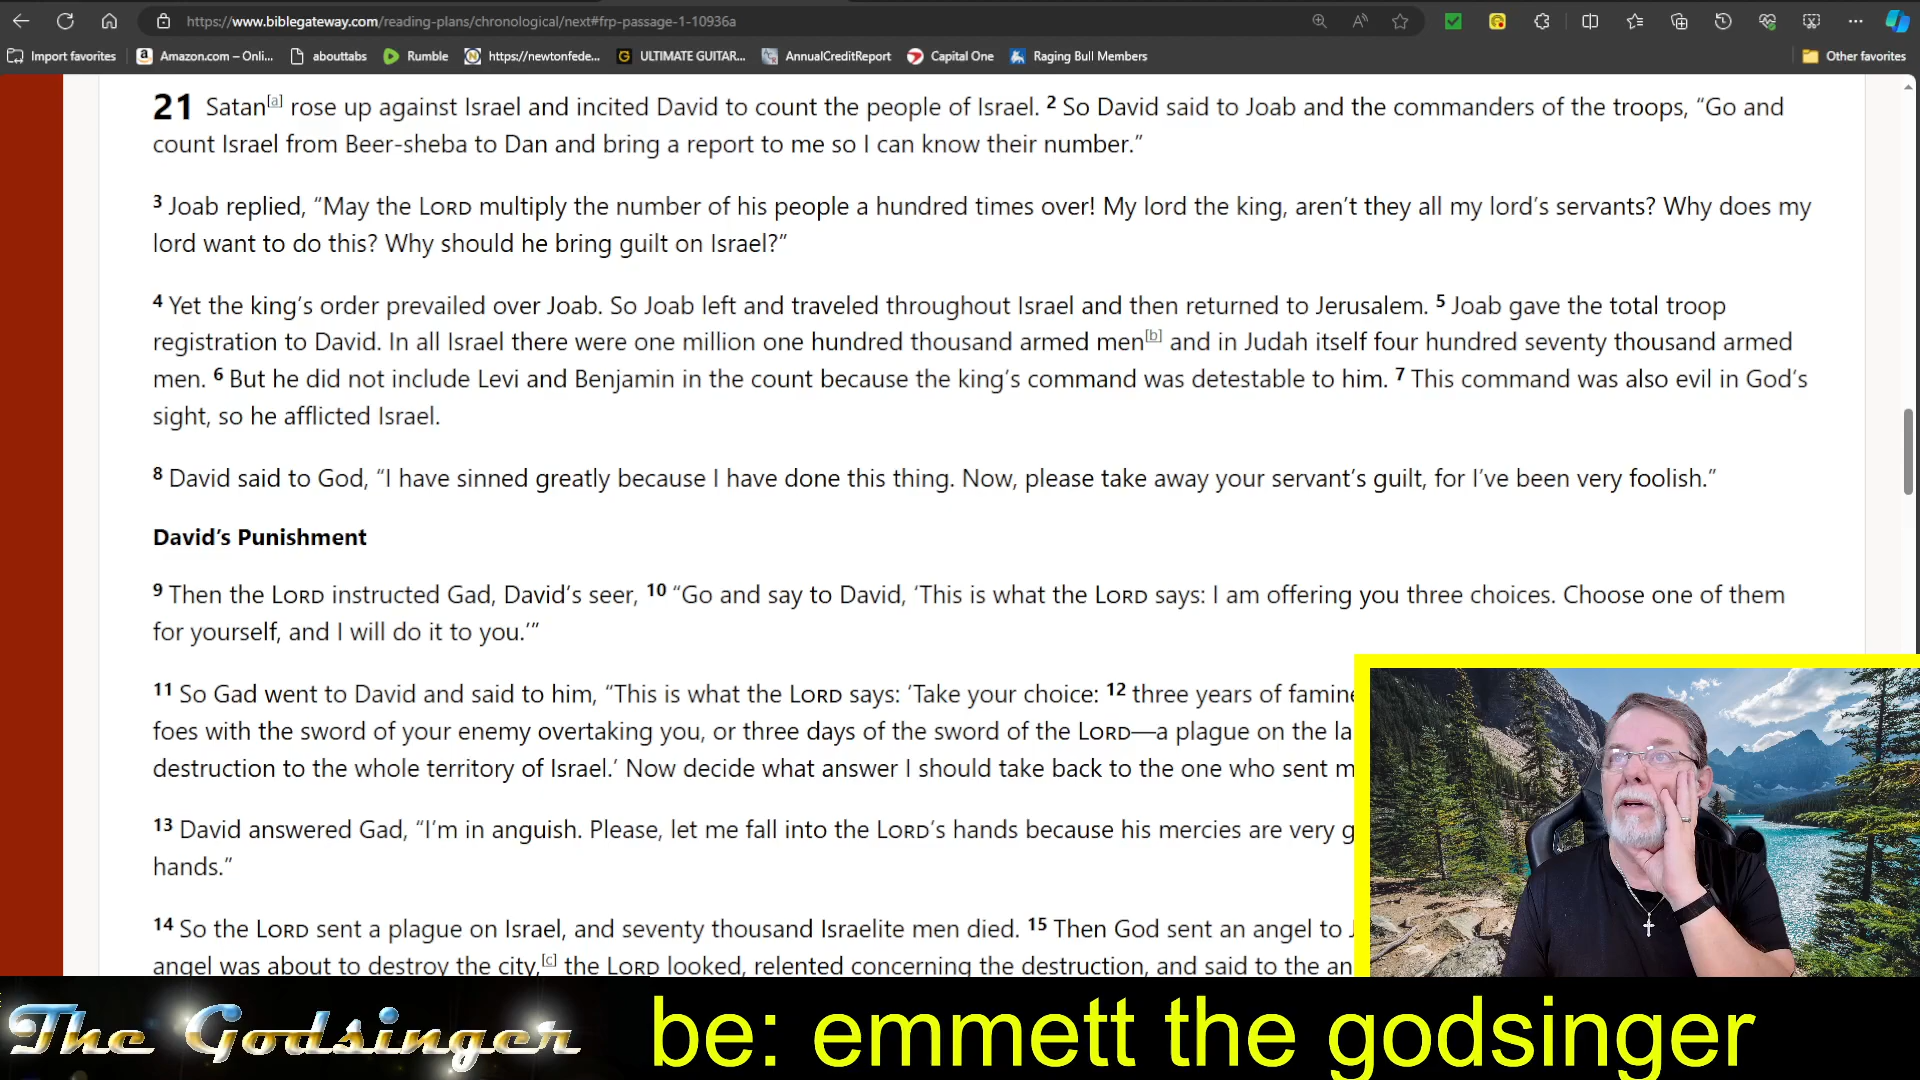 https://www.biblegateway.com/reading-plans/chronological/next#frp-passage-1-10936a
Import favorites Amazon.com – Onli... abouttabs Rumble https://newtonfede... ULTIMATE GUITAR... AnnualCreditReport Capital One Raging Bull Members Other favorites
21 Satan[a] rose up against Israel and incited David to count the people of Israel. 2 So David said to Joab and the commanders of the troops, “Go and
count Israel from Beer-sheba to Dan and bring a report to me so I can know their number.”
3 Joab replied, “May the LORD multiply the number of his people a hundred times over! My lord the king, aren’t they all my lord’s servants? Why does my
lord want to do this? Why should he bring guilt on Israel?”
4 Yet the king’s order prevailed over Joab. So Joab left and traveled throughout Israel and then returned to Jerusalem. 5 Joab gave the total troop
registration to David. In all Israel there were one million one hundred thousand armed men[b] and in Judah itself four hundred seventy thousand armed
men. 6 But he did not include Levi and Benjamin in the count because the king’s command was detestable to him. 7 This command was also evil in God’s
sight, so he afflicted Israel.
8 David said to God, “I have sinned greatly because I have done this thing. Now, please take away your servant’s guilt, for I’ve been very foolish.”
David’s Punishment
9 Then the LORD instructed Gad, David’s seer, 10 “Go and say to David, ‘This is what the LORD says: I am offering you three choices. Choose one of them
for yourself, and I will do it to you.’”
11 So Gad went to David and said to him, “This is what the LORD says: ‘Take your choice: 12 three years of famine
foes with the sword of your enemy overtaking you, or three days of the sword of the LORD—a plague on the la
destruction to the whole territory of Israel.’ Now decide what answer I should take back to the one who sent m
13 David answered Gad, “I’m in anguish. Please, let me fall into the LORD’s hands because his mercies are very g
hands.”
14 So the LORD sent a plague on Israel, and seventy thousand Israelite men died. 15 Then God sent an angel to J
angel was about to destroy the city,[c] the LORD looked, relented concerning the destruction, and said to the an
The Godsinger
be: emmett the godsinger